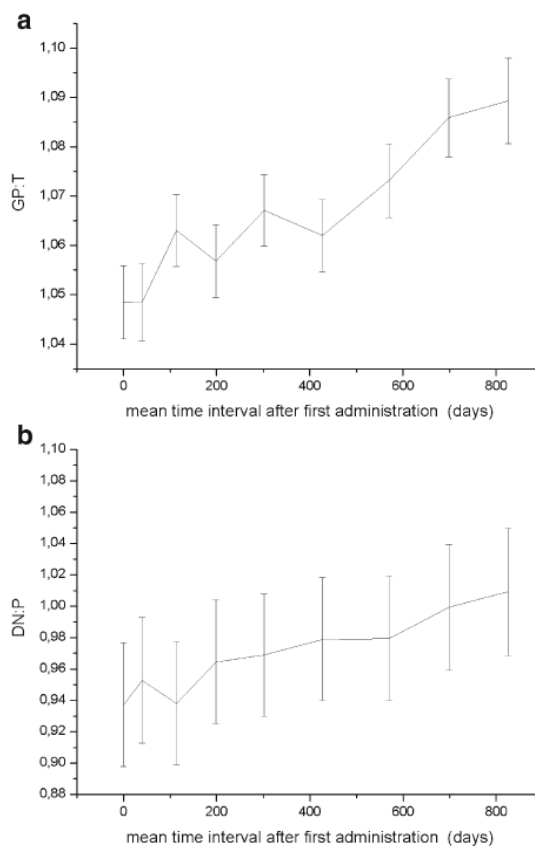 a
1,10
1,09
1,08
1,07
1,06
1,05
1,04
GP:T
0 200 400 600 800
mean time interval after first administration (days)
b
1,10
1,08
1,06
1,04
1,02
1,00
0,98
0,96
0,94
0,92
0,90
0,88
DN:P
0 200 400 600 800
mean time interval after first administration (days)